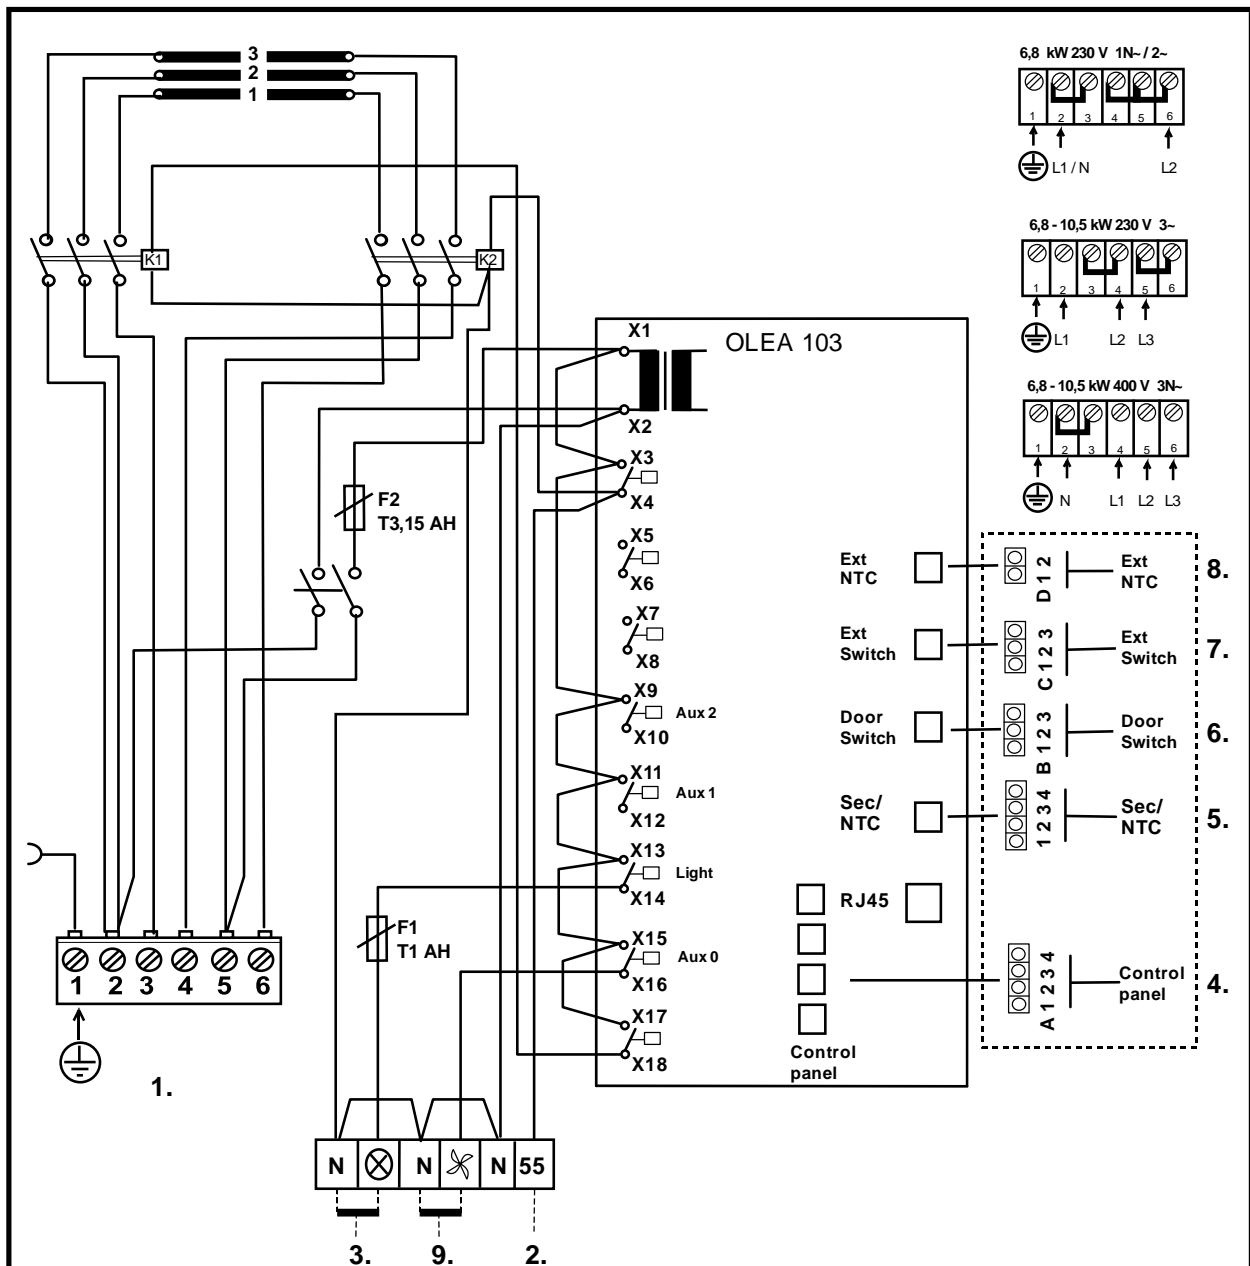 3
2
1
K1
K2
6,8 kW 230 V 1N~ / 2~
1 2 3 4 5 6
L1 / N L2
6,8 - 10,5 kW 230 V 3~
1 2 3 4 5 6
L1 L2 L3
6,8 - 10,5 kW 400 V 3N~
1 2 3 4 5 6
N L1 L2 L3
OLEA 103
X1
X2
X3
X4
X5
X6
X7
X8
X9
Aux 2
X10
X11
Aux 1
X12
X13
Light
X14
X15
Aux 0
X16
X17
X18
F2
T3,15 AH
F1
T1 AH
Ext
NTC
D 1 2
Ext
NTC
8.
Ext
Switch
C 1 2 3
Ext
Switch
7.
Door
Switch
B 1 2 3
Door
Switch
6.
Sec/
NTC
1 2 3 4
Sec/
NTC
5.
RJ45
A 1 2 3 4
Control
panel
4.
Control
panel
1 2 3 4 5 6
1.
N N N 55
3. 9. 2.